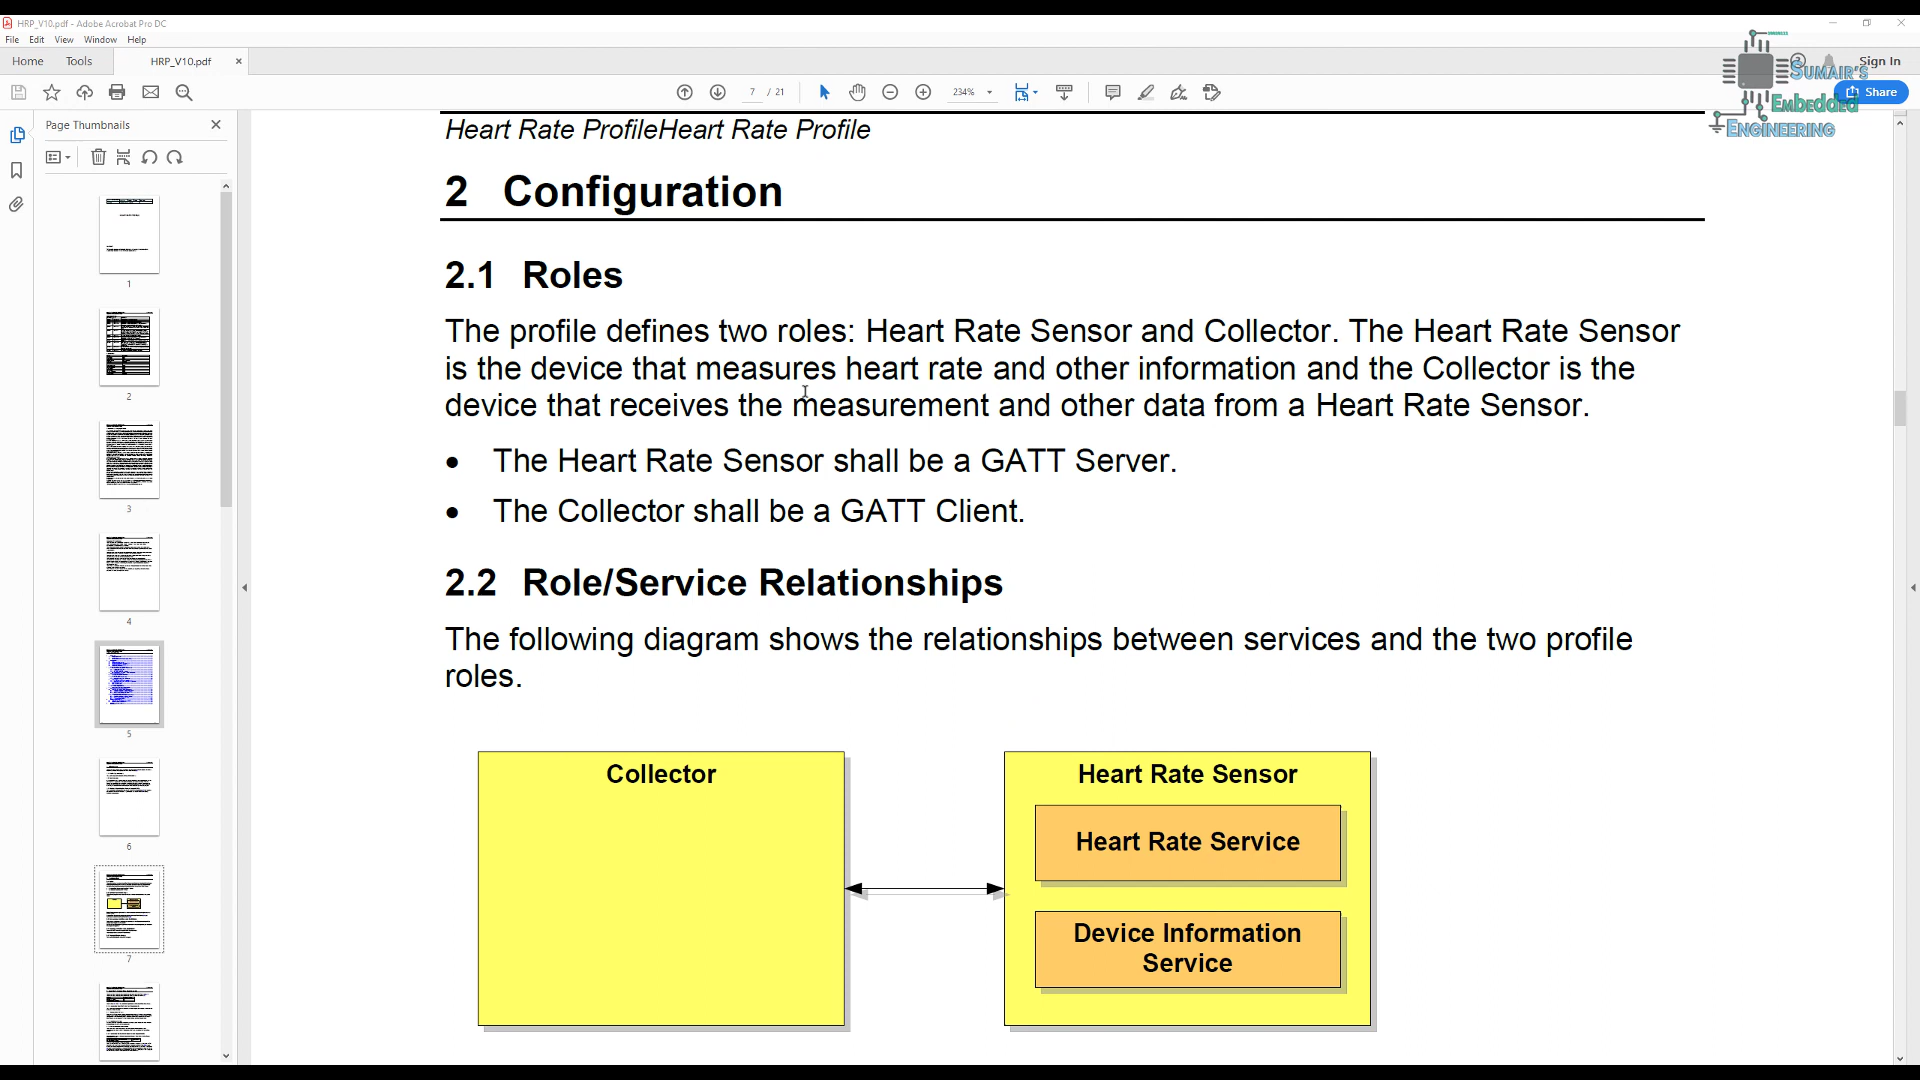 HRP_V10.pdf - Adobe Acrobat Pro DC
File Edit View Window Help
Home Tools HRP_V10.pdf
Sign In
7 / 21
234%
Share
SUMAIR'S
Embedded
ENGINEERING
Page Thumbnails
1
2
3
4
5
6
7
Heart Rate ProfileHeart Rate Profile
2 Configuration
2.1 Roles
The profile defines two roles: Heart Rate Sensor and Collector. The Heart Rate Sensor
is the device that measures heart rate and other information and the Collector is the
device that receives the measurement and other data from a Heart Rate Sensor.
• The Heart Rate Sensor shall be a GATT Server.
• The Collector shall be a GATT Client.
2.2 Role/Service Relationships
The following diagram shows the relationships between services and the two profile
roles.
Collector
Heart Rate Sensor
Heart Rate Service
Device Information
Service